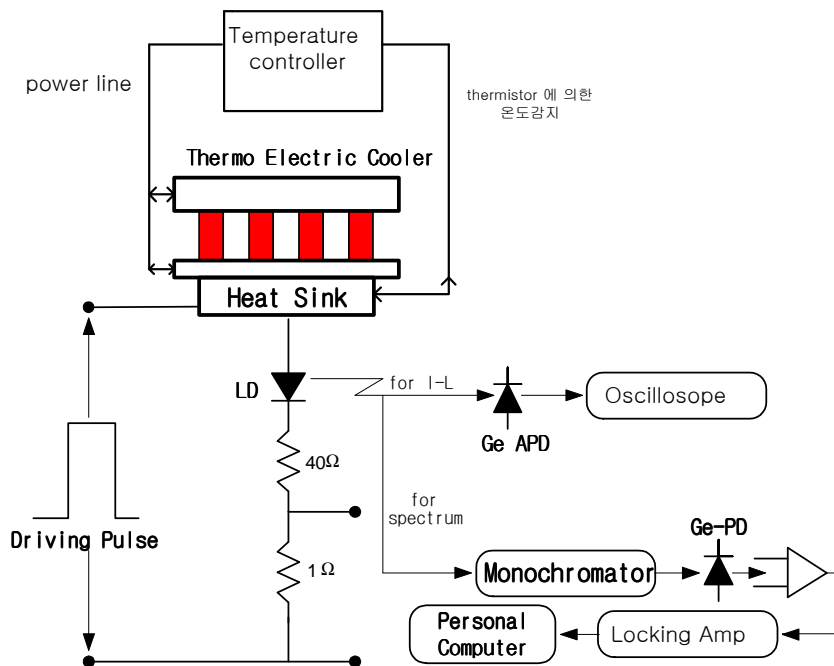 Temperature
controller
power line
thermistor 에 의한
온도감지
Thermo Electric Cooler
Heat Sink
LD
for I-L
Oscillosope
Ge APD
40Ω
for
spectrum
Driving Pulse
1Ω
Ge-PD
Monochromator
Personal
Computer
Locking Amp